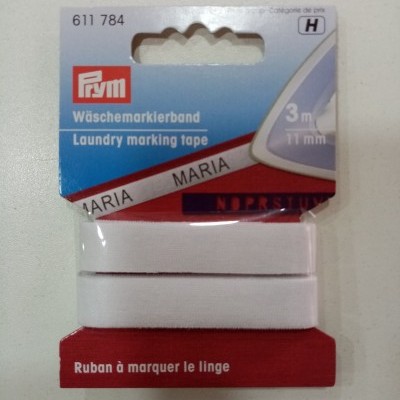 611 784
Catégorie de prix
H
Prym
Wäschemarkierband
Laundry marking tape
3 m
11 mm
MARIA
MARIA
NOPRSTUV
Ruban à marquer le linge